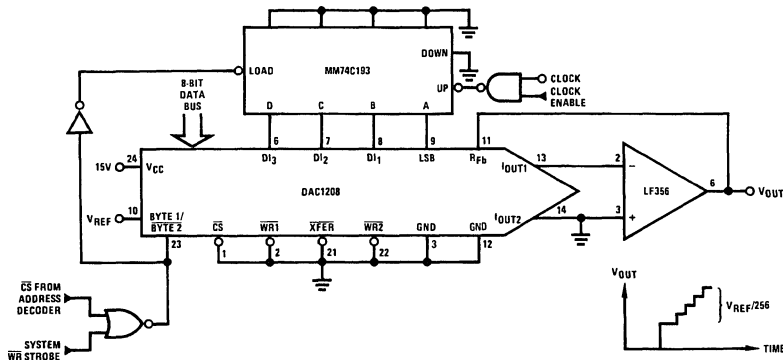 LOAD
MM74C193
DOWN
UP
D
C
B
A
CLOCK
CLOCK
ENABLE
8-BIT
DATA
BUS
6
7
8
9
11
24
15V
VCC
DI3
DI2
DI1
LSB
RFb
IOUT1
13
2
−
LF356
6
VOUT
DAC1208
10
VREF
BYTE 1/
BYTE 2
IOUT2
14
3
+
23
CS
WR1
XFER
WR2
GND
GND
1
2
21
22
3
12
CS FROM
ADDRESS
DECODER
SYSTEM
WR STROBE
VOUT
VREF/256
TIME